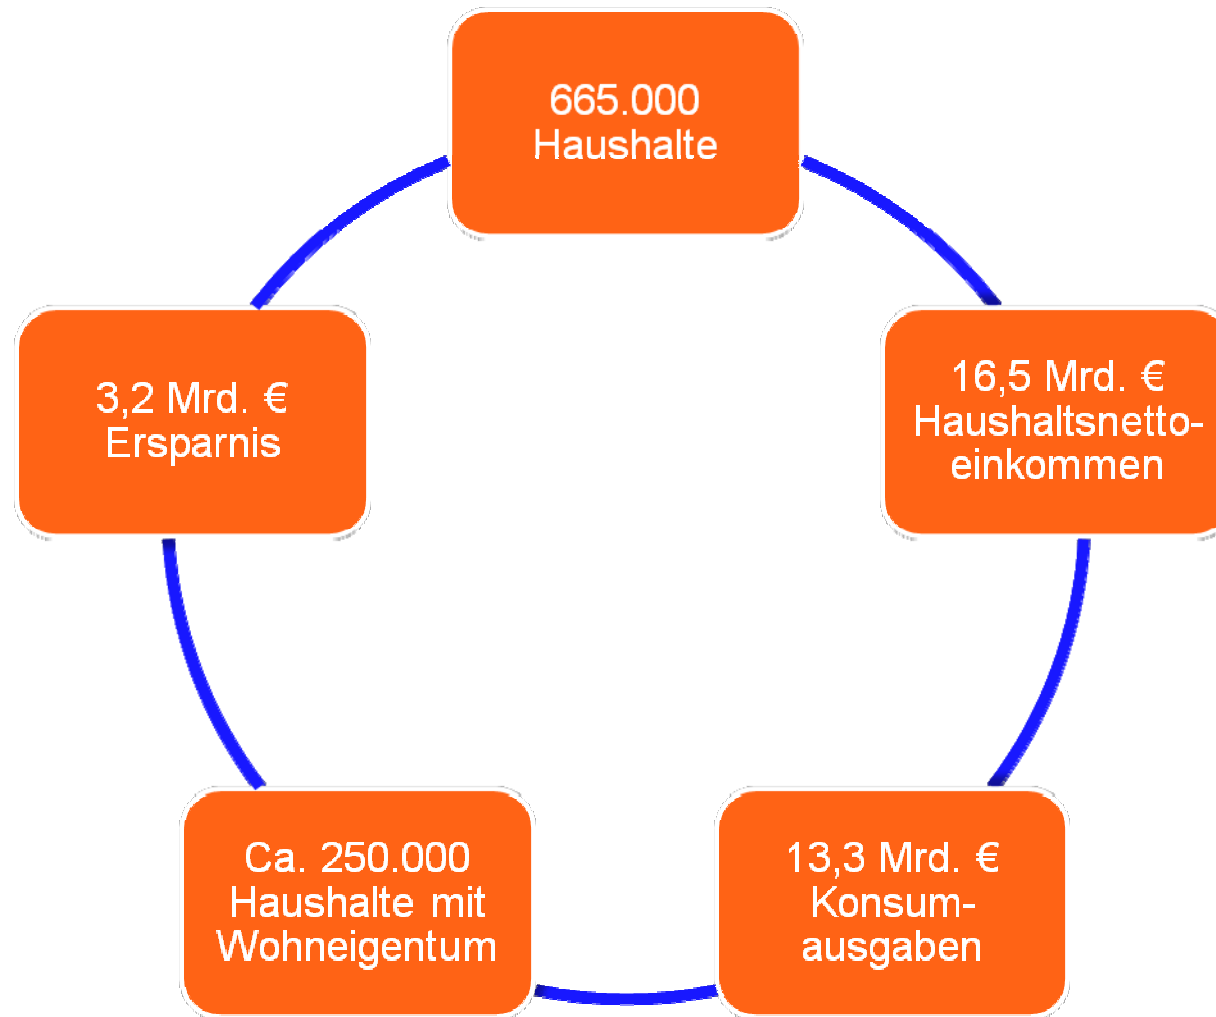 665.000
Haushalte
16,5 Mrd. €
Haushaltsnetto-
einkommen
13,3 Mrd. €
Konsum-
ausgaben
Ca. 250.000
Haushalte mit
Wohneigentum
3,2 Mrd. €
Ersparnis